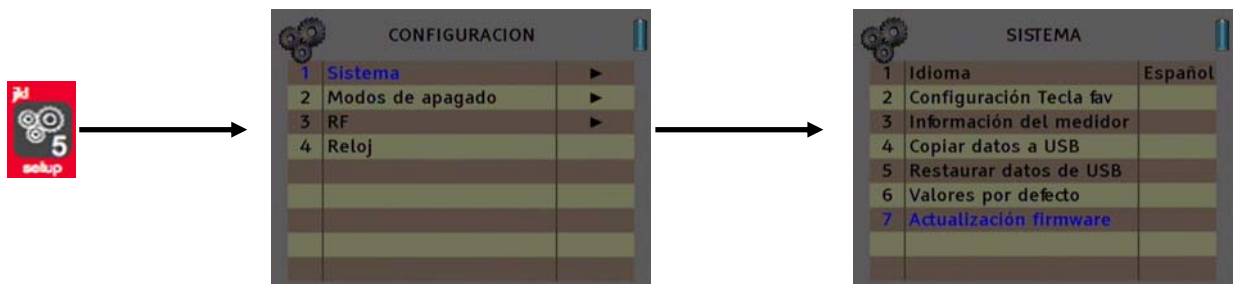 jkl
5
setup
CONFIGURACION
1 Sistema ►
2 Modos de apagado ►
3 RF ►
4 Reloj
SISTEMA
1 Idioma Español
2 Configuración Tecla fav
3 Información del medidor
4 Copiar datos a USB
5 Restaurar datos de USB
6 Valores por defecto
7 Actualización firmware